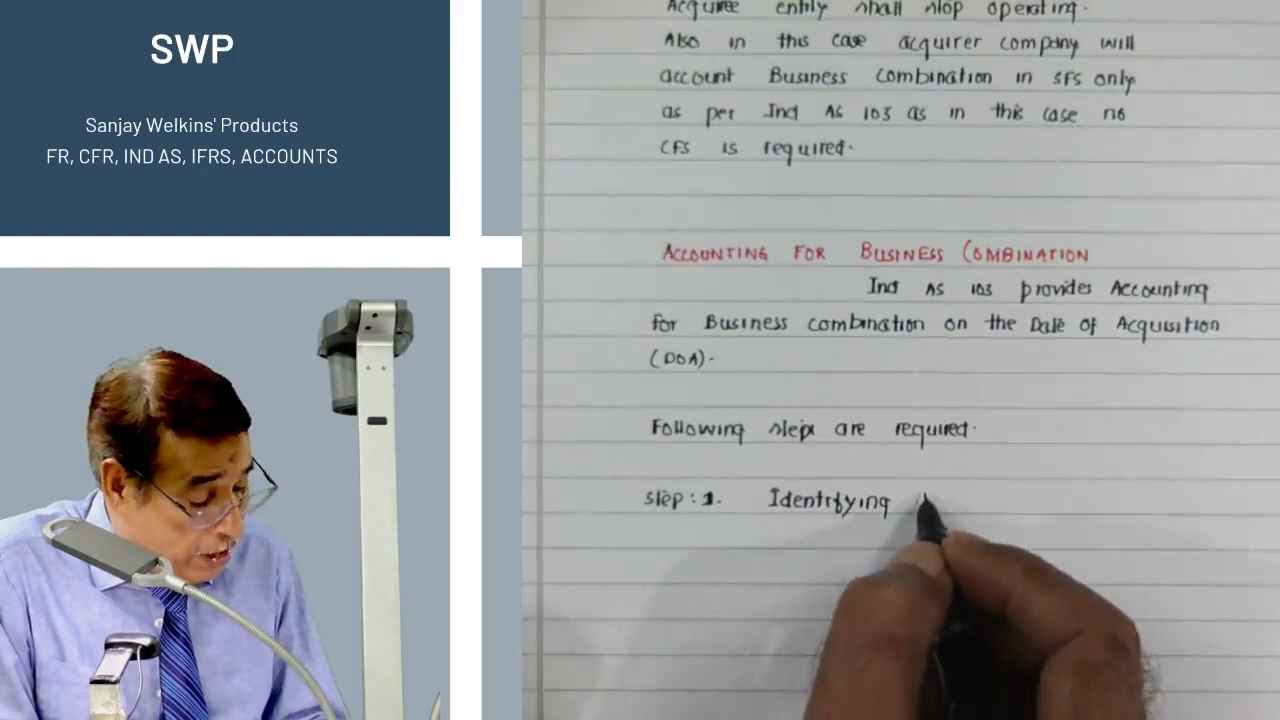 SWP
Sanjay Welkins' Products
FR, CFR, IND AS, IFRS, ACCOUNTS
Acquiree entity shall stop operating.
Also in this case acquirer company will
account Business Combination in SFS only
as per Ind AS 103 as in this case no
CFS is required.
ACCOUNTING FOR BUSINESS COMBINATION
Ind AS 103 provides Accounting
for Business combination on the Date of Acquisition
(DOA).
Following steps are required.
Step: 1. Identifying